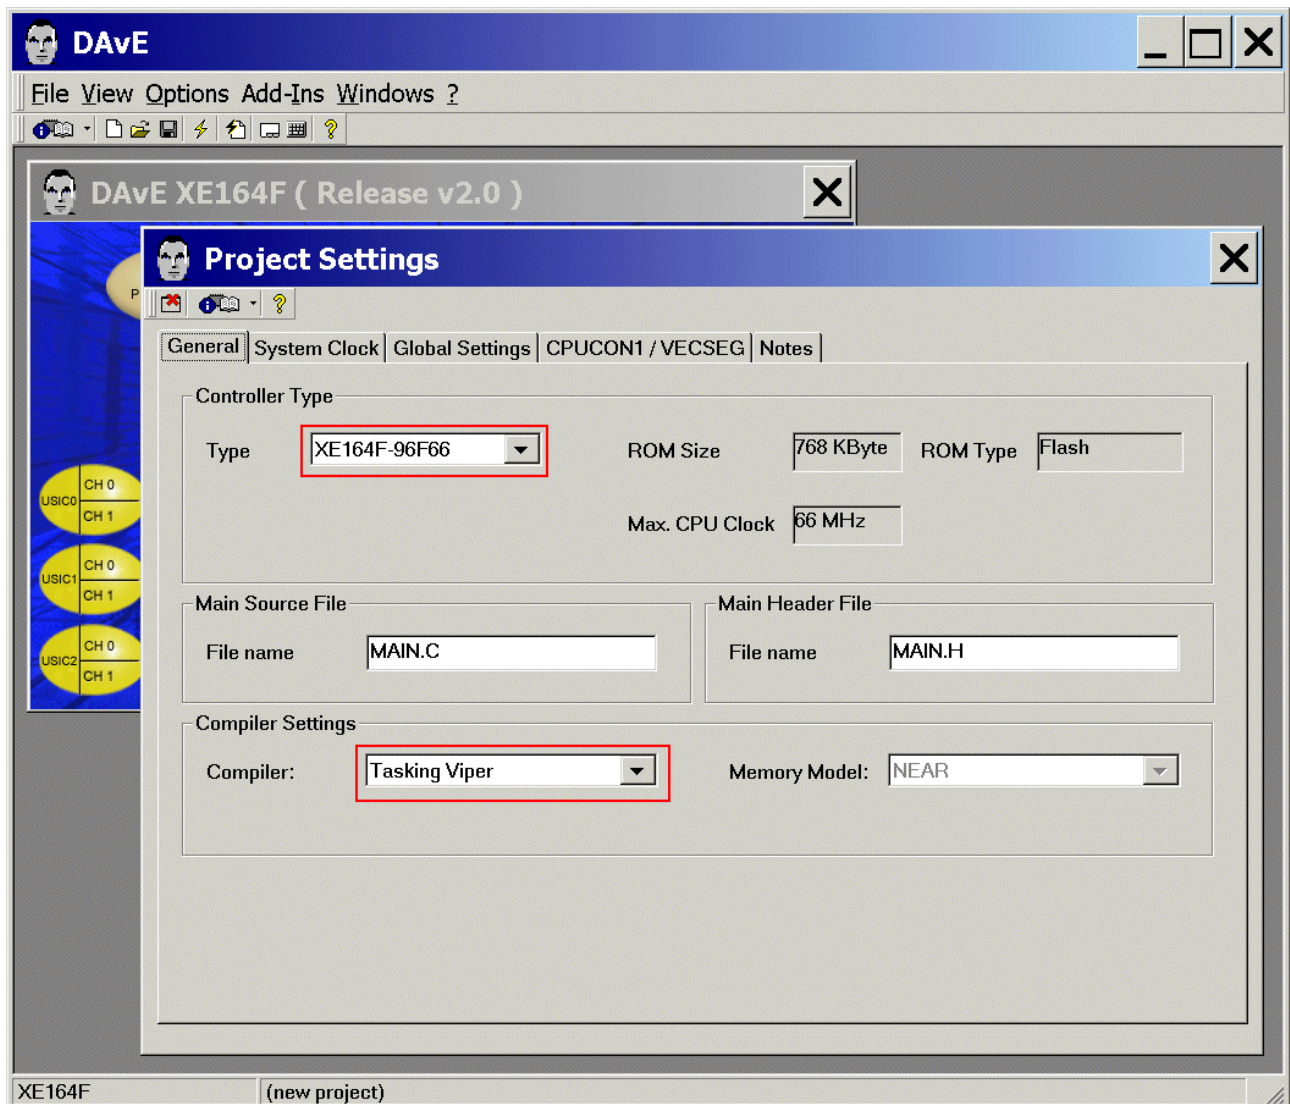 DAvE
File View Options Add-Ins Windows ?
DAvE XE164F ( Release v2.0 )
Project Settings
P
General System Clock Global Settings CPUCON1 / VECSEG Notes
Controller Type
Type XE164F-96F66 ROM Size 768 KByte ROM Type Flash
Max. CPU Clock 66 MHz
USIC0 CH 0
CH 1
USIC1 CH 0
CH 1
USIC2 CH 0
CH 1
Main Source File Main Header File
File name MAIN.C File name MAIN.H
Compiler Settings
Compiler: Tasking Viper Memory Model: NEAR
XE164F (new project)